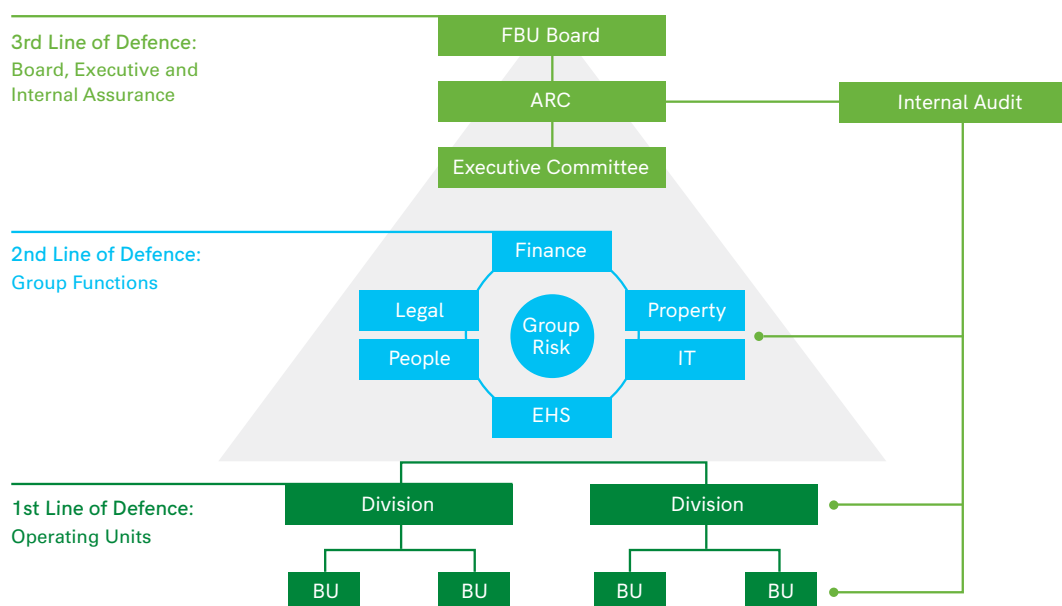 3rd Line of Defence:
Board, Executive and
Internal Assurance
FBU Board
ARC
Internal Audit
Executive Committee
2nd Line of Defence:
Group Functions
Finance
Legal
Property
Group
Risk
People
IT
EHS
1st Line of Defence:
Operating Units
Division
Division
BU
BU
BU
BU